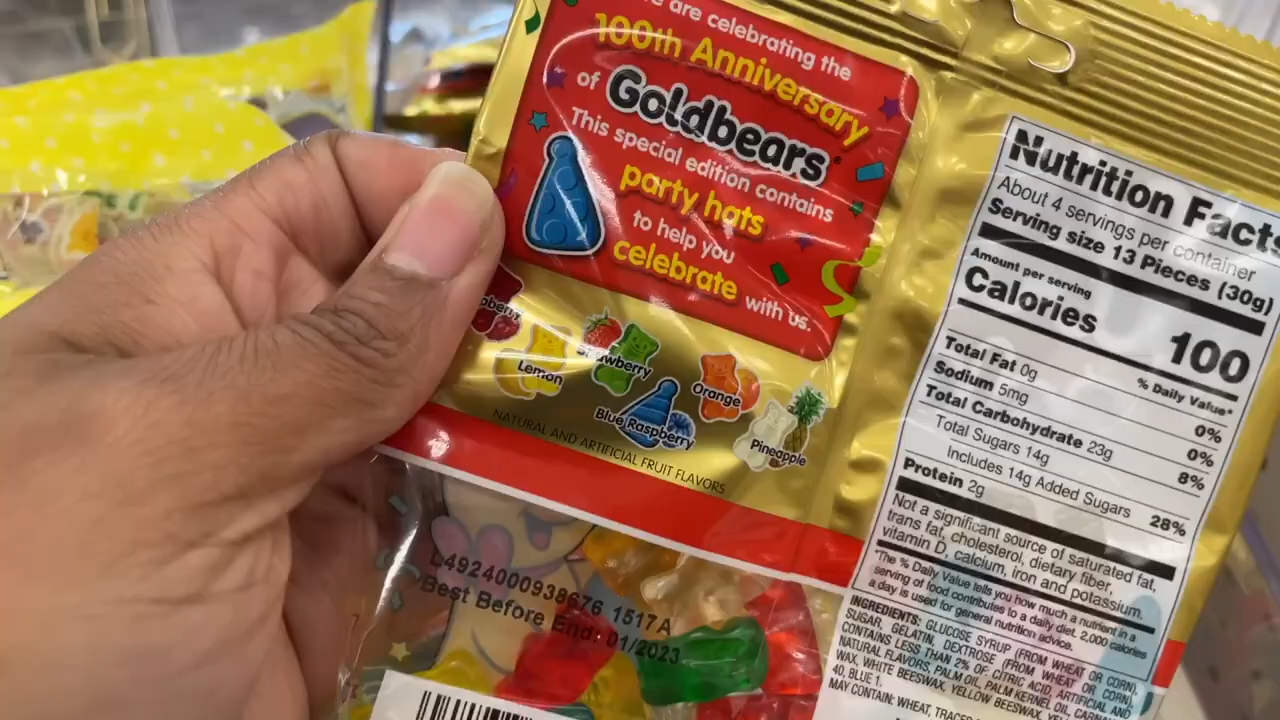 are celebrating the
100th Anniversary
of Goldbears®
This special edition contains
party hats
to help you
celebrate with us.
Lemon
Strawberry
Blue Raspberry
Orange
Pineapple
NATURAL AND ARTIFICIAL FRUIT FLAVORS
L4924000938676 1517A
Best Before End: 01/2023
Nutrition Facts
About 4 servings per container
Serving size 13 Pieces (30g)
Amount per serving
Calories 100
% Daily Value*
Total Fat 0g 0%
Sodium 5mg 0%
Total Carbohydrate 23g 8%
Total Sugars 14g
Includes 14g Added Sugars 28%
Protein 2g
Not a significant source of saturated fat,
trans fat, cholesterol, dietary fiber,
vitamin D, calcium, iron and potassium.
*The % Daily Value tells you how much a nutrient in a
serving of food contributes to a daily diet. 2,000 calories
a day is used for general nutrition advice.
INGREDIENTS: GLUCOSE SYRUP (FROM WHEAT OR CORN),
SUGAR, GELATIN, DEXTROSE (FROM WHEAT OR CORN),
CONTAINS LESS THAN 2% OF: CITRIC ACID, ARTIFICIAL AND
NATURAL FLAVORS, PALM OIL, PALM KERNEL OIL,
WAX, WHITE BEESWAX, YELLOW BEESWAX,
40, BLUE 1.
MAY CONTAIN: WHEAT,